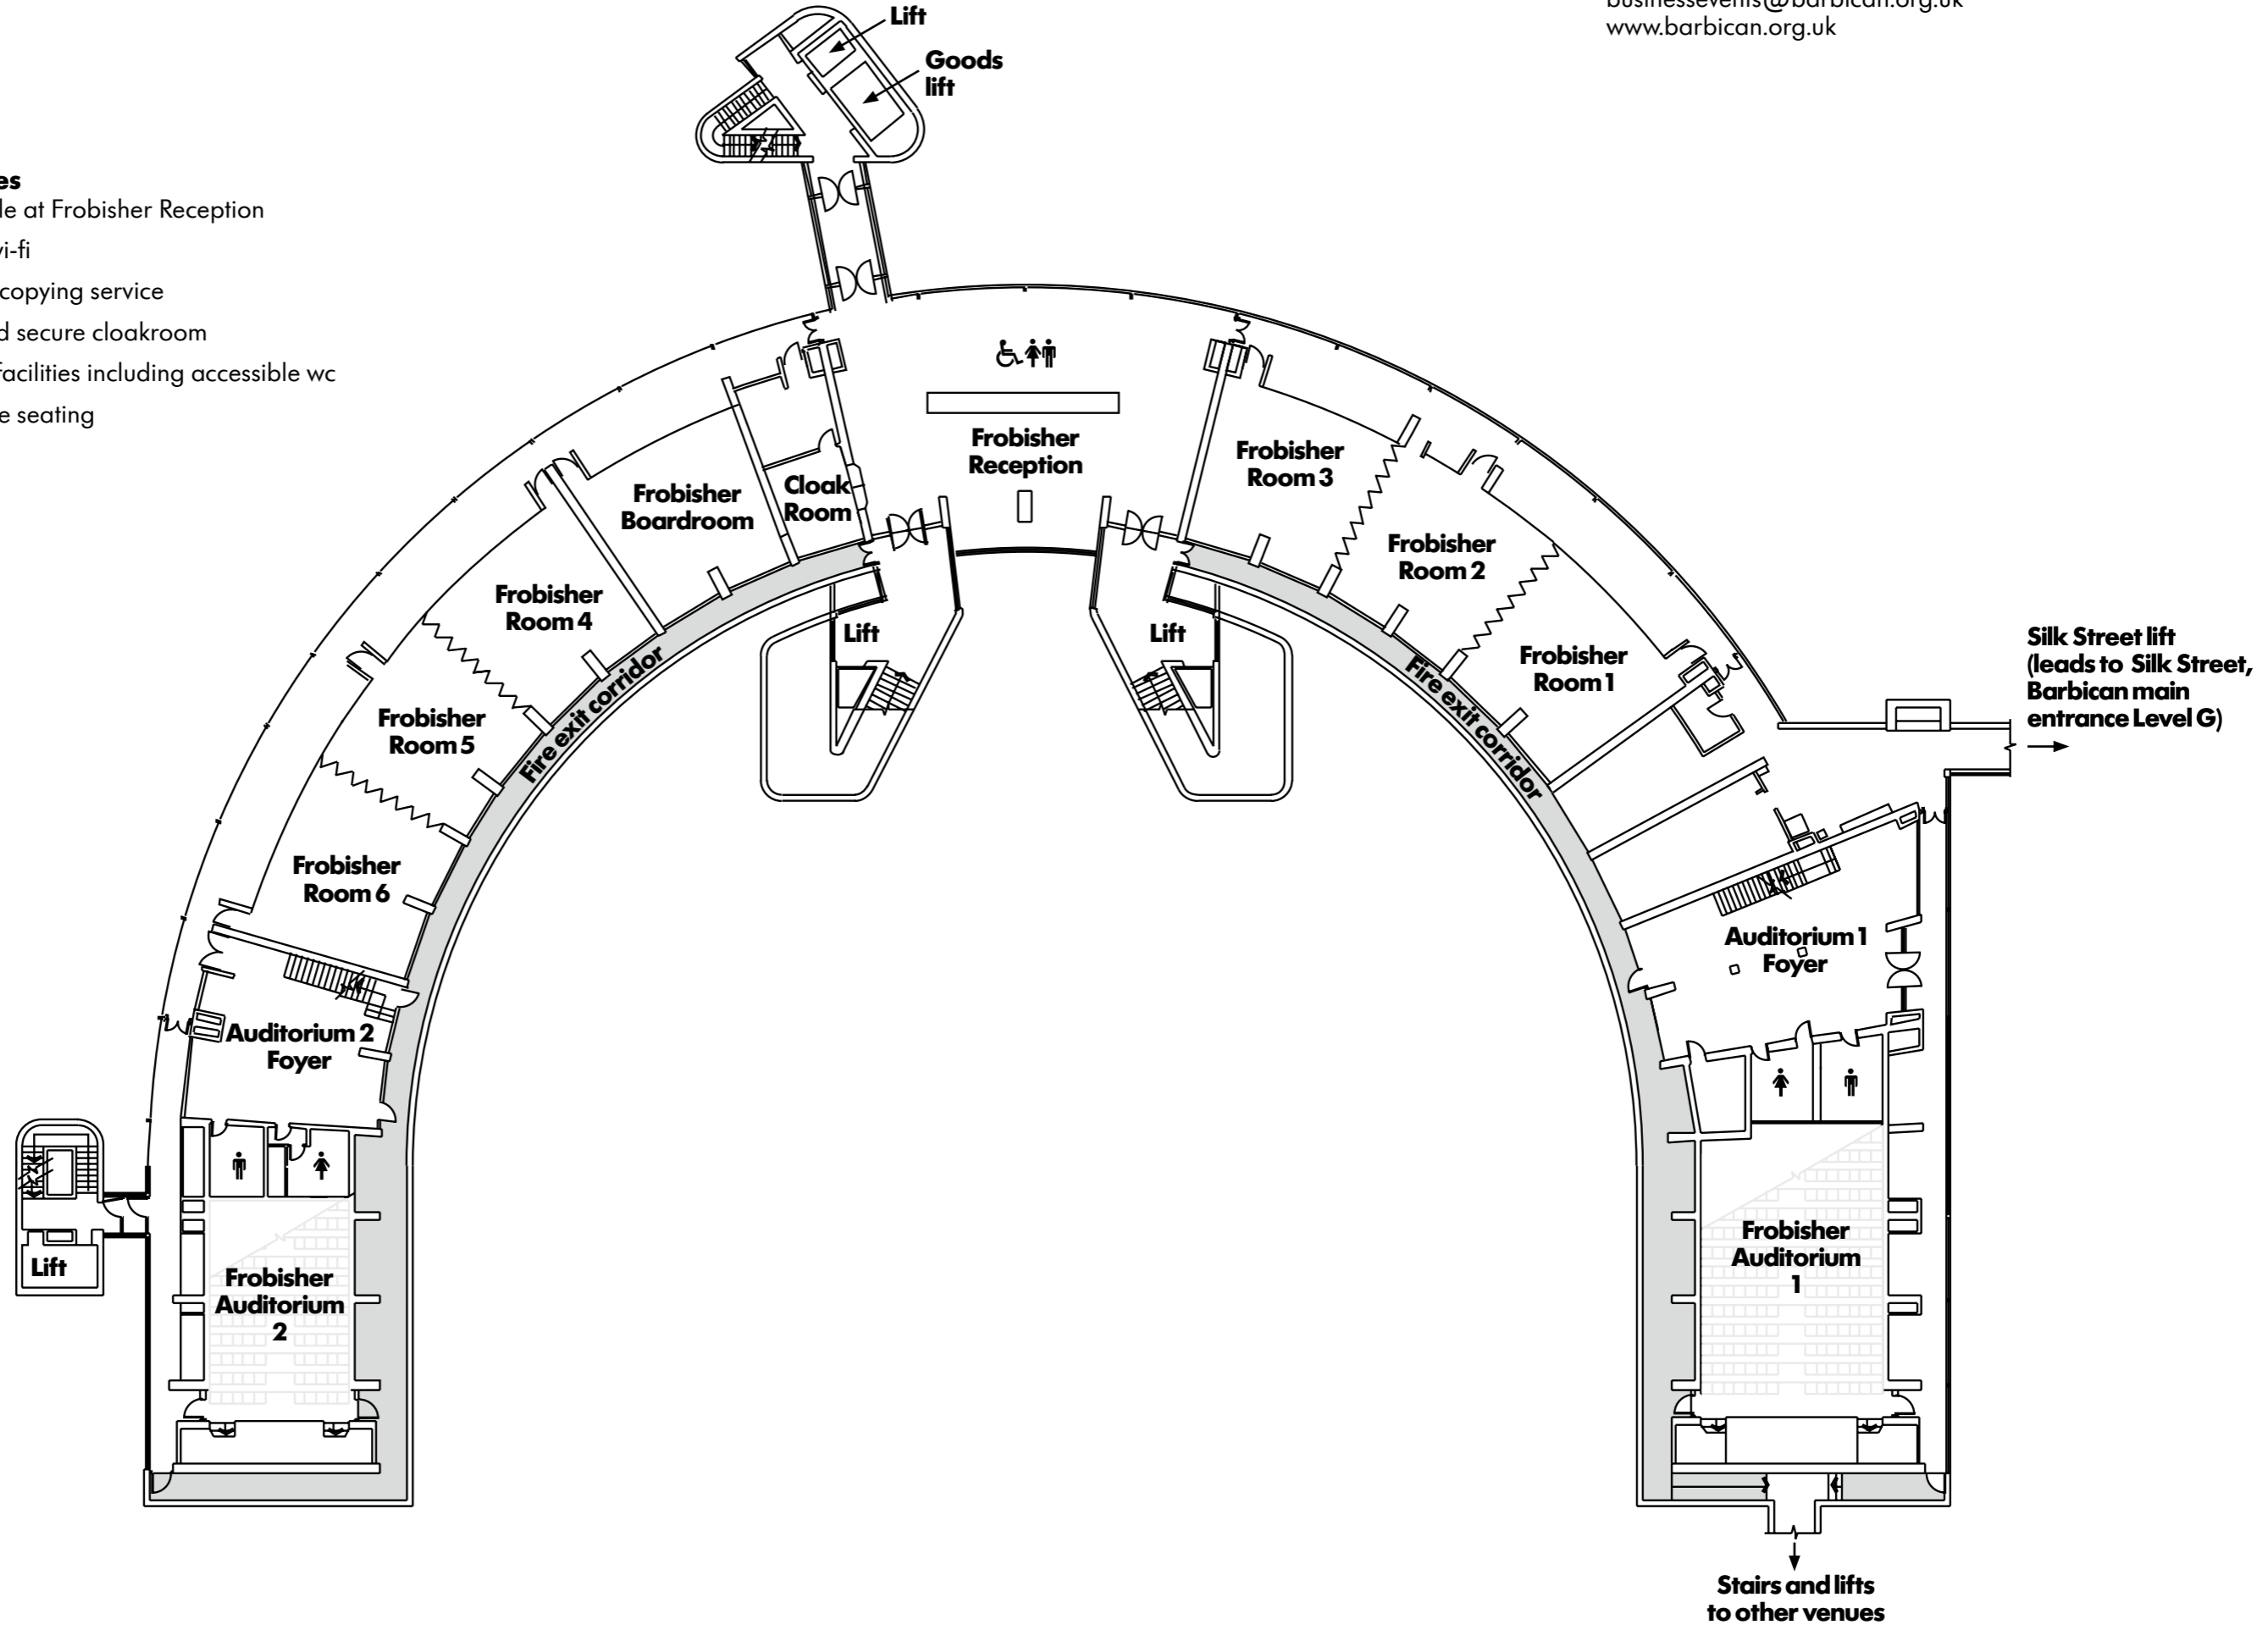 businessevents@barbican.org.uk
www.barbican.org.uk
Lift
Goods
lift
es
le at Frobisher Reception
vi-fi
copying service
d secure cloakroom
facilities including accessible wc
e seating
Frobisher
Reception
Frobisher
Room 3
Frobisher
Boardroom
Cloak
Room
Frobisher
Room 2
Frobisher
Room 4
Lift
Lift
Frobisher
Room 1
Silk Street lift
(leads to Silk Street,
Barbican main
entrance Level G)
Fire exit corridor
Fire exit corridor
Frobisher
Room 5
Frobisher
Room 6
Auditorium 1
Foyer
Auditorium 2
Foyer
Lift
Frobisher
Auditorium
2
Frobisher
Auditorium
1
Stairs and lifts
to other venues